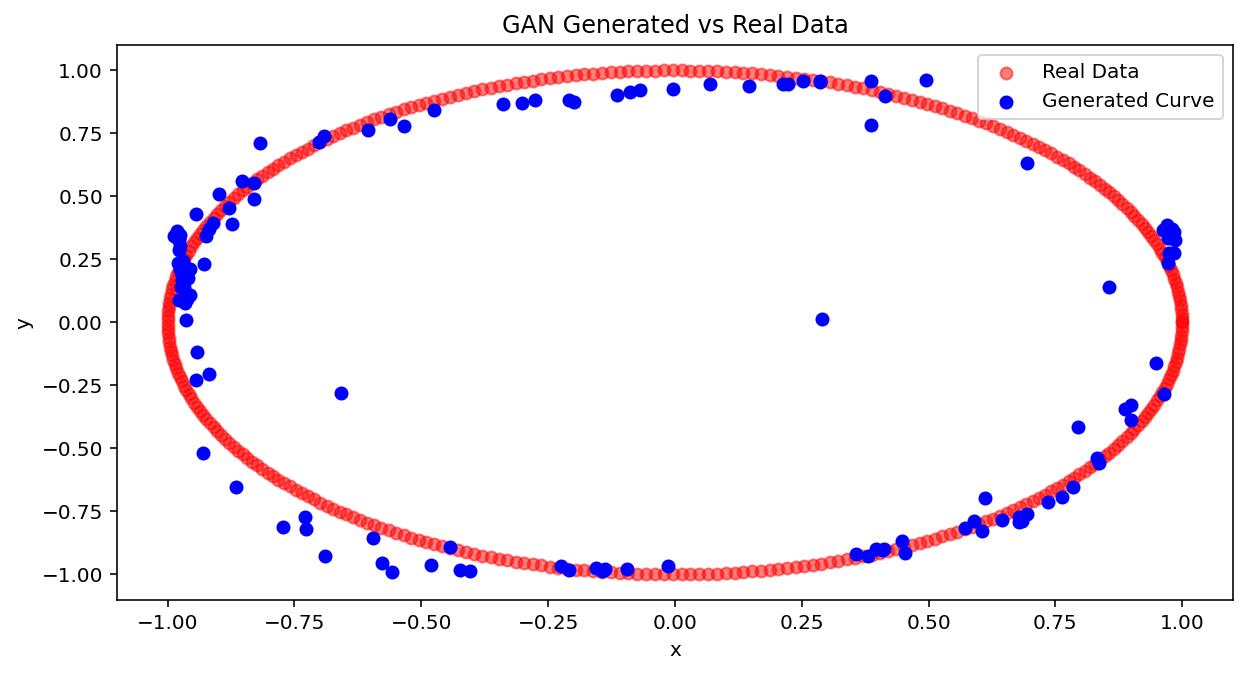 GAN Generated vs Real Data
Real Data
Generated Curve
1.00
0.75
0.50
0.25
0.00
−0.25
−0.50
−0.75
−1.00
y
−1.00 −0.75 −0.50 −0.25 0.00 0.25 0.50 0.75 1.00
x